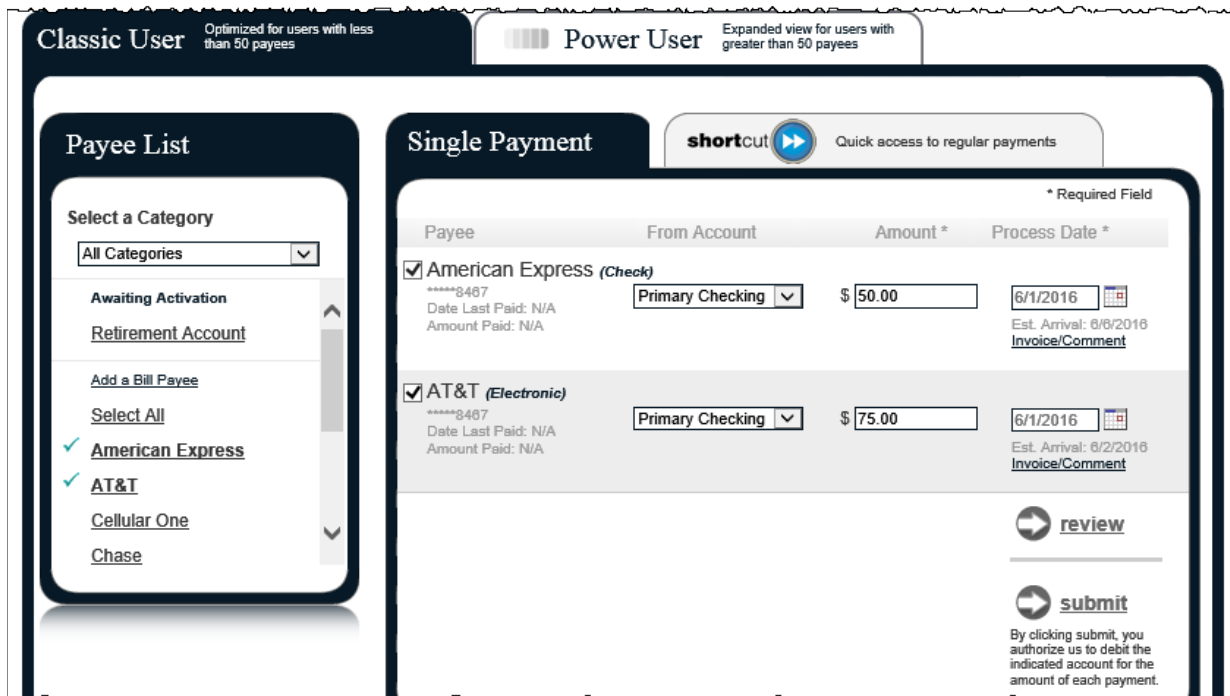 Classic User
Optimized for users with less
than 50 payees
Power User
Expanded view for users with
greater than 50 payees
Payee List
Select a Category
All Categories
Awaiting Activation
Retirement Account
Add a Bill Payee
Select All
American Express
AT&T
Cellular One
Chase
Single Payment
shortcut
Quick access to regular payments
* Required Field
Payee From Account Amount * Process Date *
American Express (Check)
*****8467
Date Last Paid: N/A
Amount Paid: N/A
Primary Checking
$ 50.00
6/1/2016
Est. Arrival: 6/6/2016
Invoice/Comment
AT&T (Electronic)
*****8467
Date Last Paid: N/A
Amount Paid: N/A
Primary Checking
$ 75.00
6/1/2016
Est. Arrival: 6/2/2016
Invoice/Comment
review
submit
By clicking submit, you
authorize us to debit the
indicated account for the
amount of each payment.